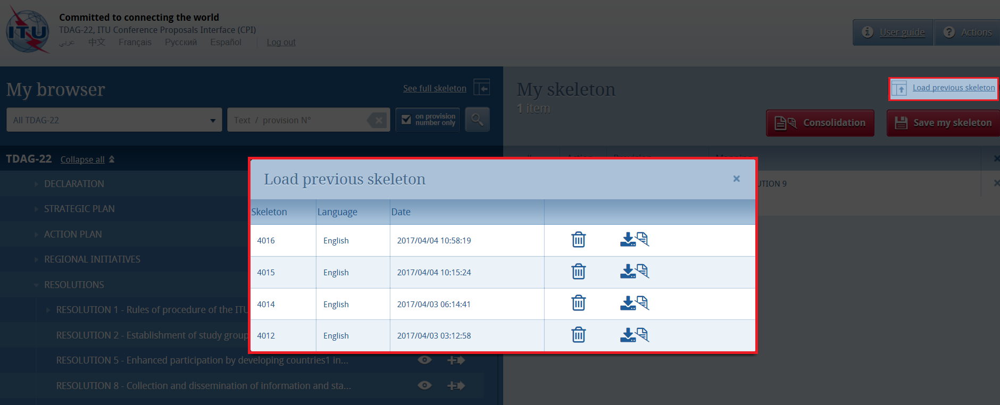 ITU
Committed to connecting the world
TDAG-22, ITU Conference Proposals Interface (CPI)
عربي 中文 Français Русский Español Log out
User guide
Actions
My browser
See full skeleton
All TDAG-22
Text / provision N°
on provision
number only
My skeleton
1 item
Load previous skeleton
Consolidation
Save my skeleton
TDAG-22 Collapse all
DECLARATION
STRATEGIC PLAN
ACTION PLAN
REGIONAL INITIATIVES
RESOLUTIONS
RESOLUTION 1 - Rules of procedure of the ITU
RESOLUTION 2 - Establishment of study group
RESOLUTION 5 - Enhanced participation by developing countries1 in...
RESOLUTION 8 - Collection and dissemination of information and sta...
Action Provision Mapping
UTION 9
Load previous skeleton
Skeleton Language Date
4016 English 2017/04/04 10:58:19
4015 English 2017/04/04 10:15:24
4014 English 2017/04/03 06:14:41
4012 English 2017/04/03 03:12:58